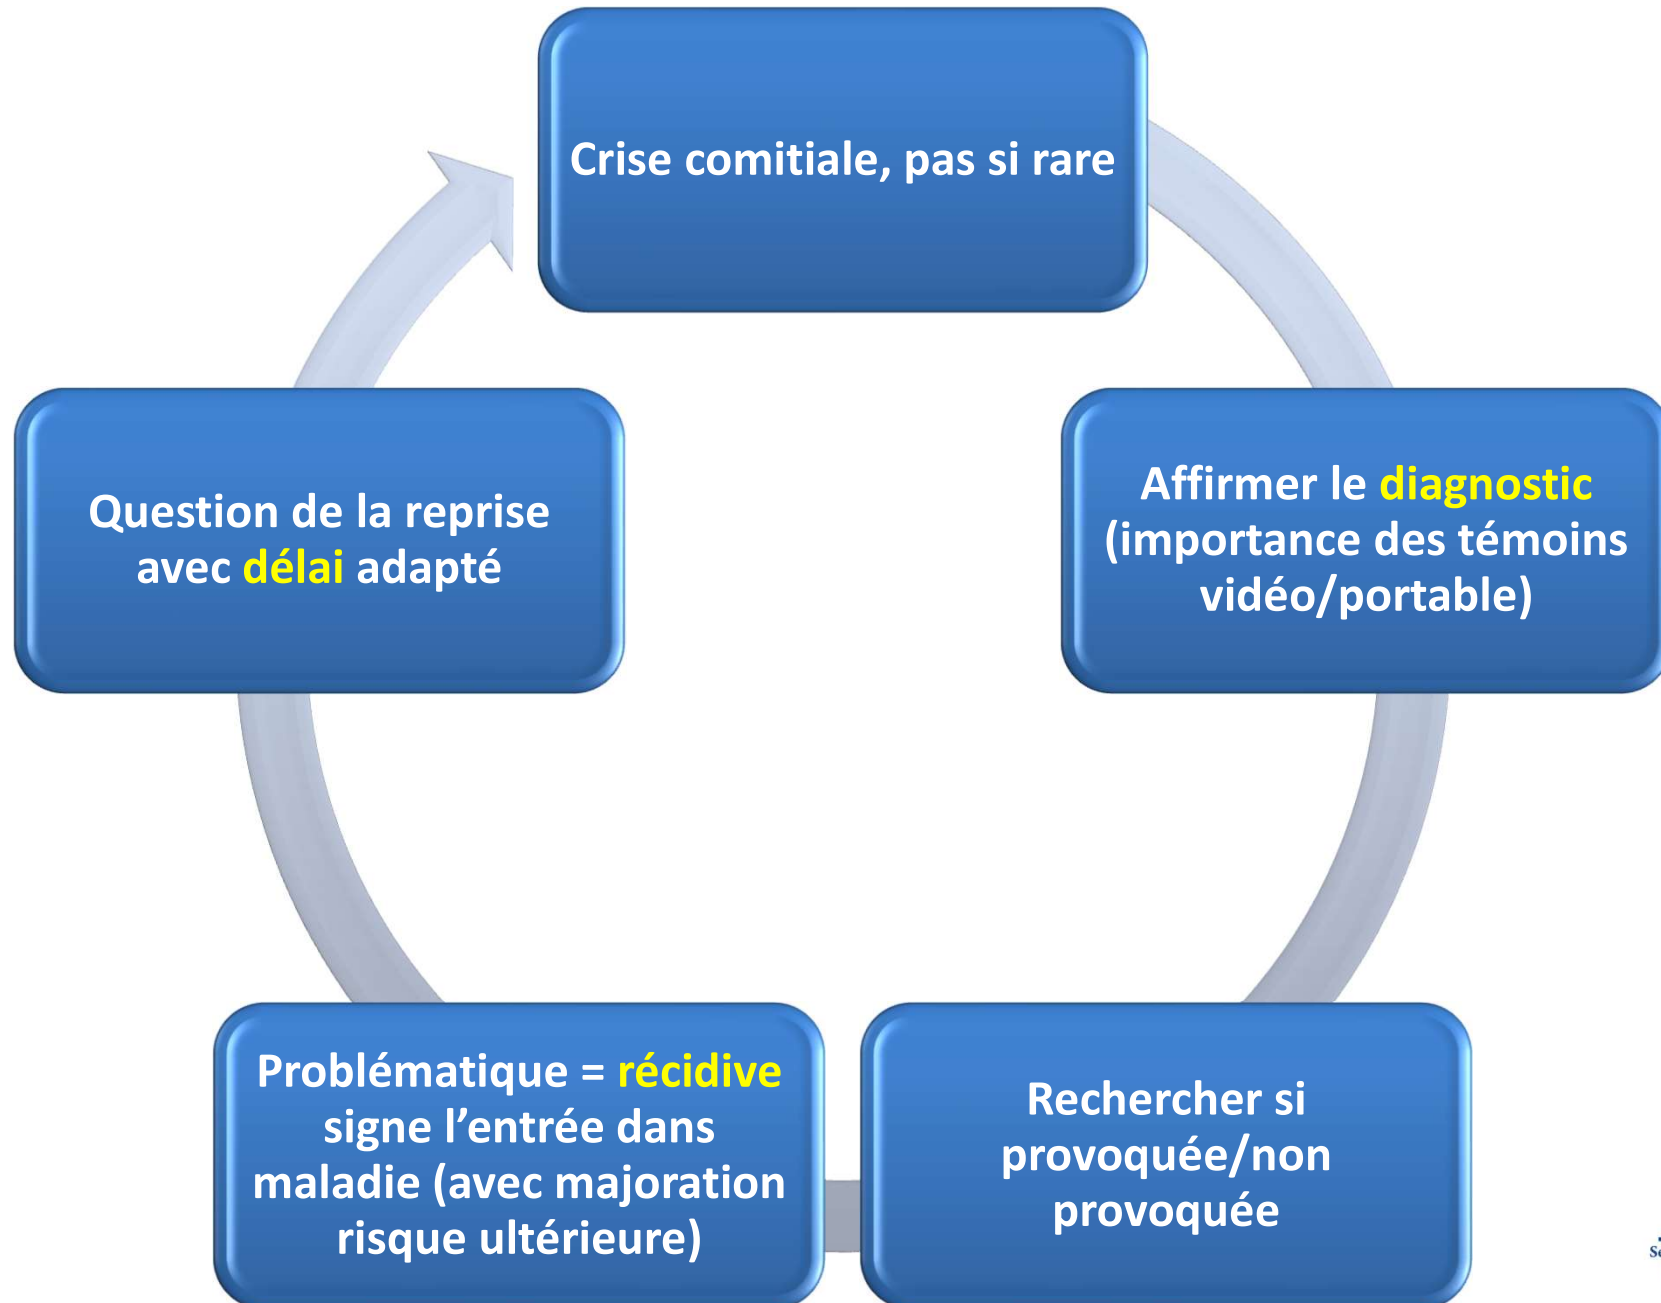 Crise comitiale, pas si rare
Affirmer le diagnostic
(importance des témoins
vidéo/portable)
Rechercher si
provoquée/non
provoquée
Problématique = récidive
signe l’entrée dans
maladie (avec majoration
risque ultérieure)
Question de la reprise
avec délai adapté